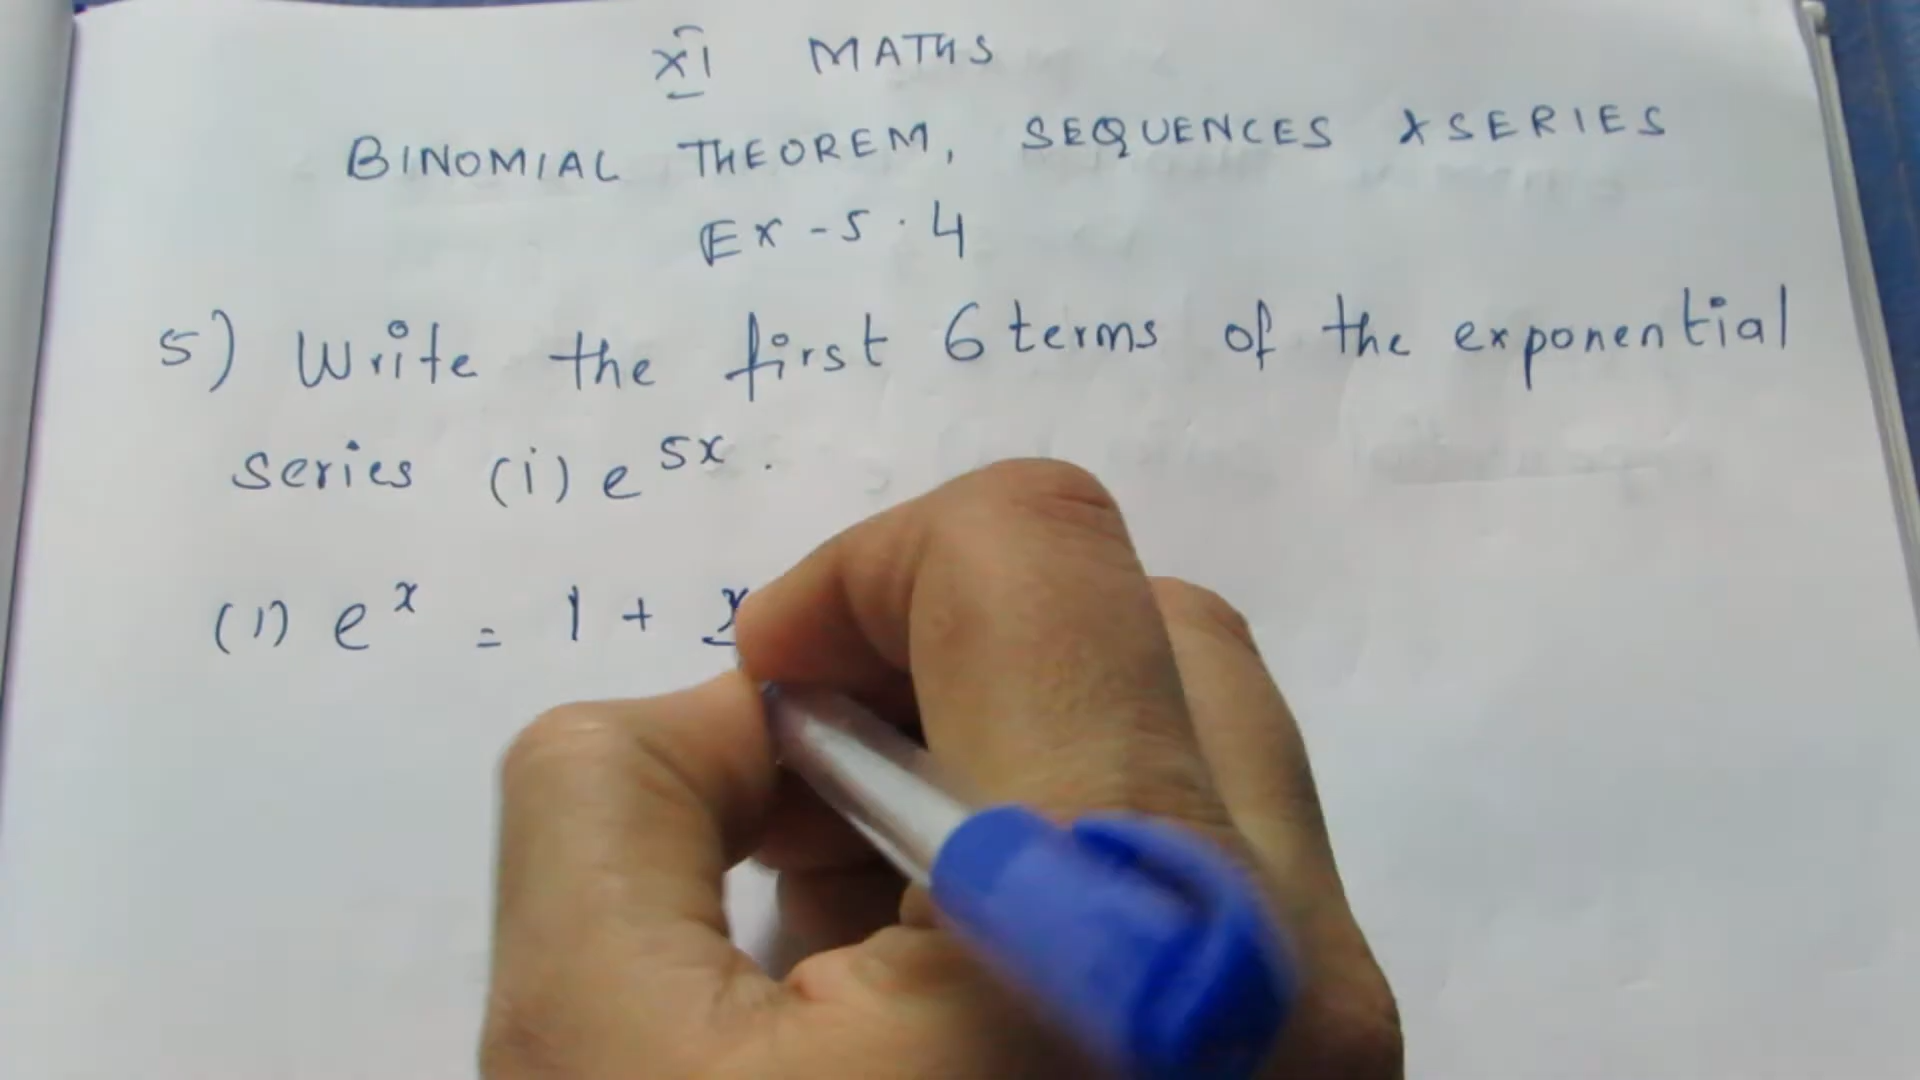 XI MATHS
BINOMIAL THEOREM, SEQUENCES & SERIES
Ex - 5.4
5) Write the first 6 terms of the exponential
series (i) e^5x.
(i) e^x = 1 + x